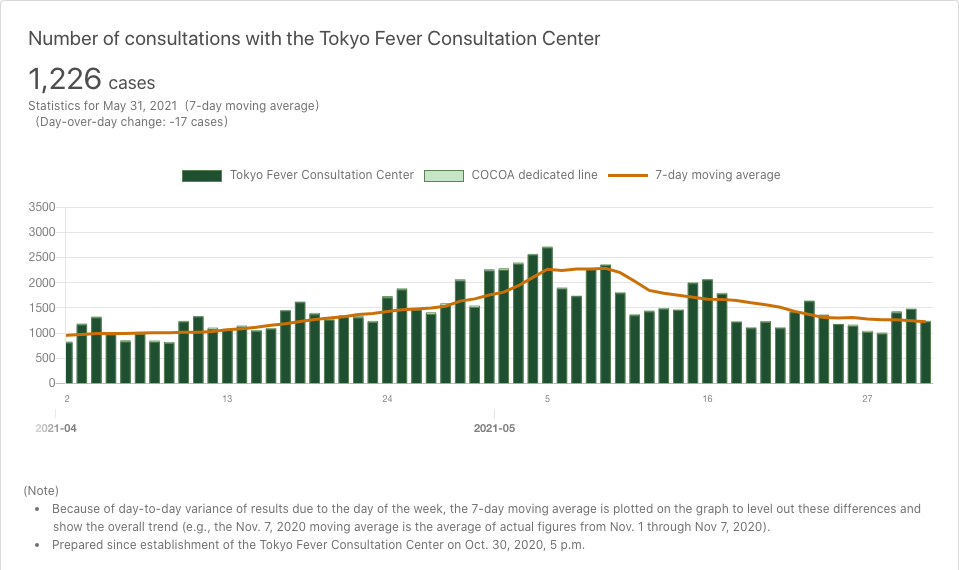 Number of consultations with the Tokyo Fever Consultation Center
1,226 cases
Statistics for May 31, 2021 (7-day moving average)
(Day-over-day change: -17 cases)
Tokyo Fever Consultation Center COCOA dedicated line 7-day moving average
3500
3000
2500
2000
1500
1000
500
0
2 13 24 5 16 27
2021-04 2021-05
(Note)
• Because of day-to-day variance of results due to the day of the week, the 7-day moving average is plotted on the graph to level out these differences and
show the overall trend (e.g., the Nov. 7, 2020 moving average is the average of actual figures from Nov. 1 through Nov 7, 2020).
• Prepared since establishment of the Tokyo Fever Consultation Center on Oct. 30, 2020, 5 p.m.